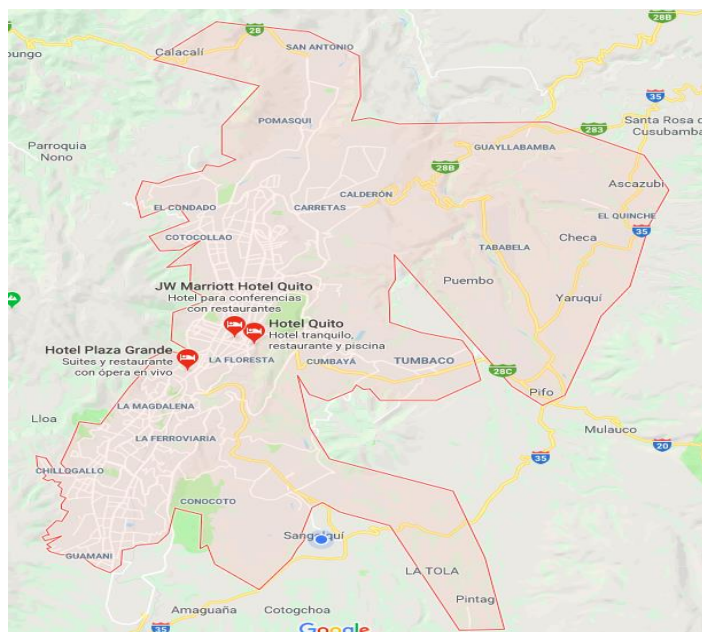 28B
2B
SAN ANTONIO
Calacalí
oungo
35
POMASQUI
283
Santa Rosa de
Cusubamba
Parroquia
Nono
GUAYLLABAMBA
28B
Ascazubi
CALDERÓN
EL CONDADO
CARRETAS
EL QUINCHE
35
COTOCOLLAO
Checa
TABABELA
Puembo
JW Marriott Hotel Quito
Hotel para conferencias
con restaurantes
Yaruquí
Hotel Quito
Hotel tranquilo,
restaurante y piscina
Hotel Plaza Grande
Suites y restaurante
con ópera en vivo
LA FLORESTA
CUMBAYÁ
TUMBACO
28C
Pifo
LA MAGDALENA
Lloa
Mulauco
LA FERROVIARIA
20
35
CHILLOGALLO
CONOCOTO
Sangolquí
GUAMANI
LA TOLA
Pintag
Amaguaña
Cotogchoa
35
Google